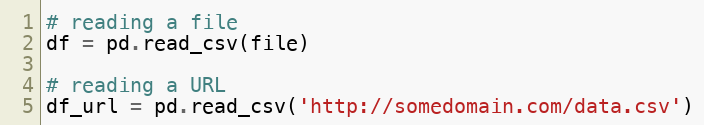 1 # reading a file
2 df = pd.read_csv(file)
3
4 # reading a URL
5 df_url = pd.read_csv('http://somedomain.com/data.csv')